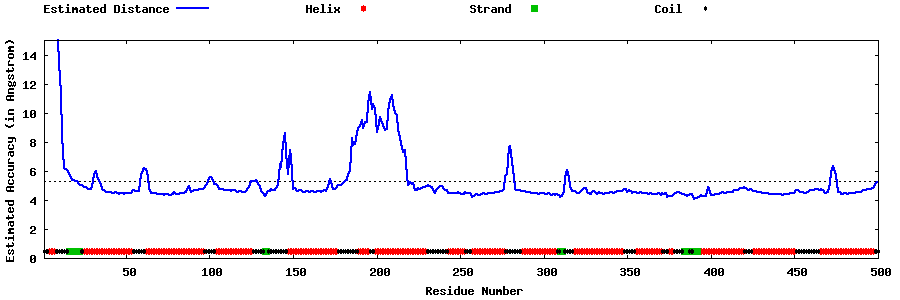 Estimated Distance Helix Strand Coil
Estimated Accuracy (in Angstrom)
14
12
10
8
6
4
2
0
50 100 150 200 250 300 350 400 450 500
Residue Number